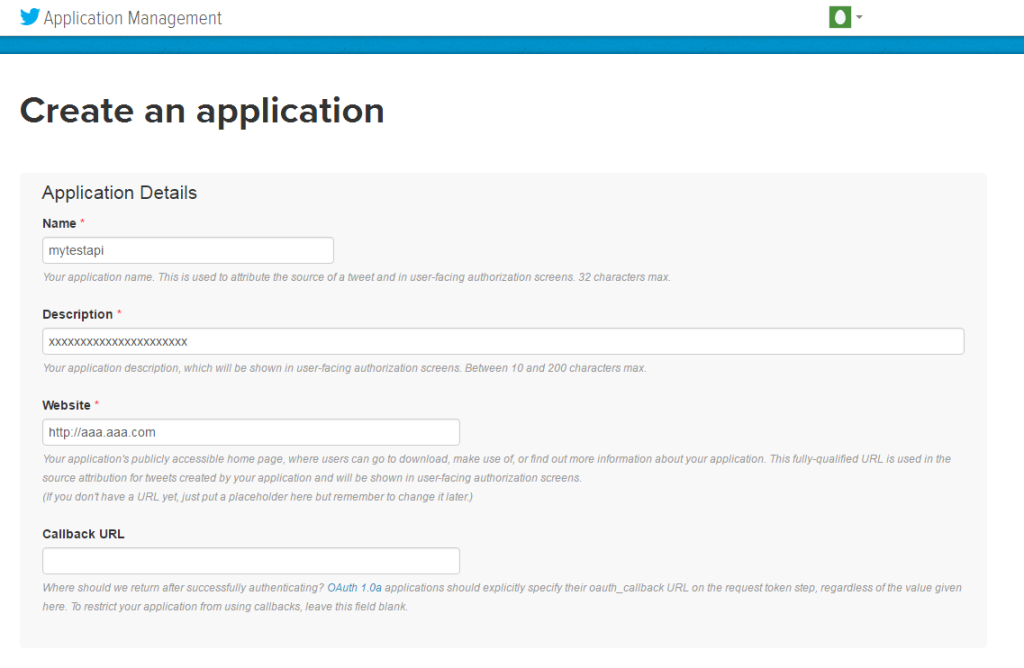 Application Management
Create an application
Application Details
Name *
mytestapi
Your application name. This is used to attribute the source of a tweet and in user-facing authorization screens. 32 characters max.
Description *
xxxxxxxxxxxxxxxxxxxxxx
Your application description, which will be shown in user-facing authorization screens. Between 10 and 200 characters max.
Website *
http://aaa.aaa.com
Your application's publicly accessible home page, where users can go to download, make use of, or find out more information about your application. This fully-qualified URL is used in the
source attribution for tweets created by your application and will be shown in user-facing authorization screens.
(If you don't have a URL yet, just put a placeholder here but remember to change it later.)
Callback URL
Where should we return after successfully authenticating? OAuth 1.0a applications should explicitly specify their oauth_callback URL on the request token step, regardless of the value given
here. To restrict your application from using callbacks, leave this field blank.